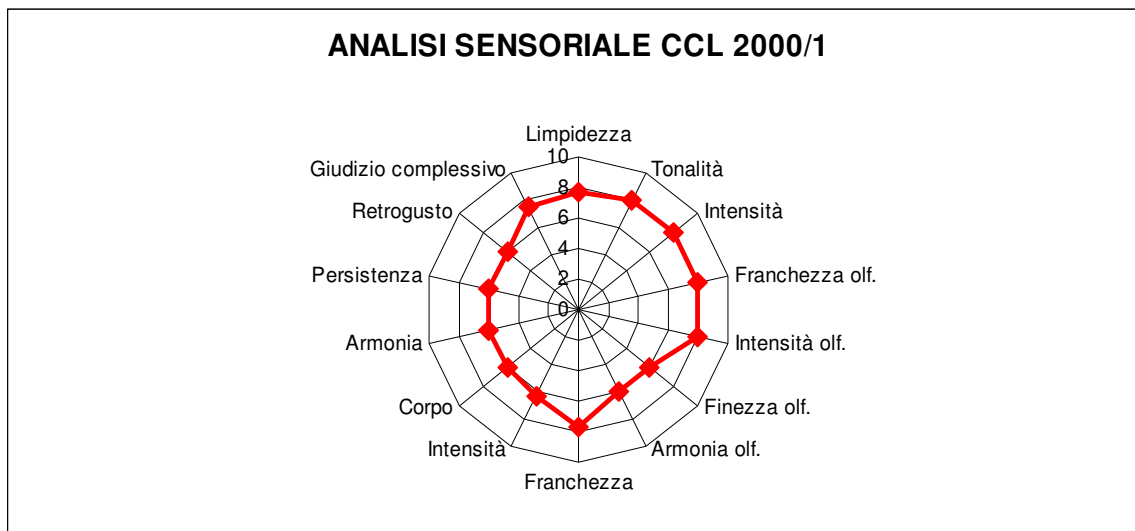 ANALISI SENSORIALE CCL 2000/1
Limpidezza
Tonalità
Intensità
Franchezza olf.
Intensità olf.
Finezza olf.
Armonia olf.
Franchezza
Intensità
Corpo
Armonia
Persistenza
Retrogusto
Giudizio complessivo
10
8
6
4
2
0